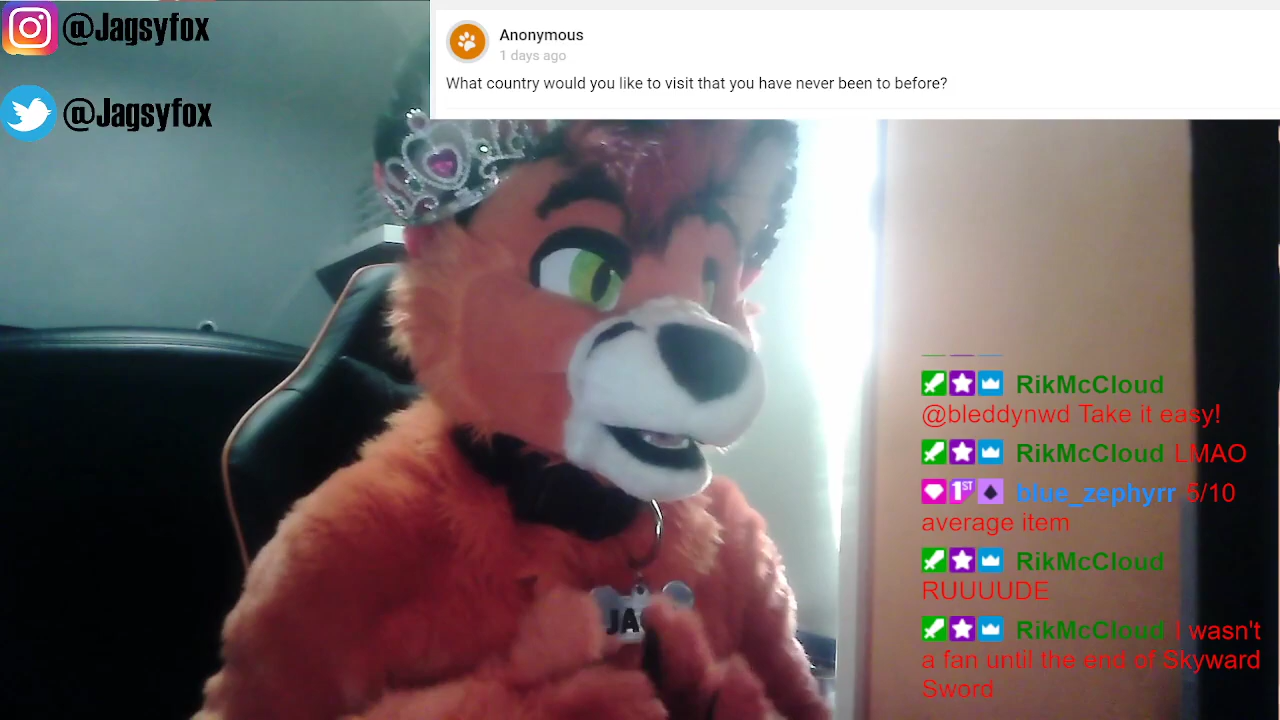 @Jagsyfox
@Jagsyfox
Anonymous
1 days ago
What country would you like to visit that you have never been to before?
JA
RikMcCloud
@bleddynwd Take it easy!
RikMcCloud LMAO
1ST blue_zephyrr 5/10
average item
RikMcCloud
RUUUUDE
RikMcCloud I wasn't
a fan until the end of Skyward
Sword